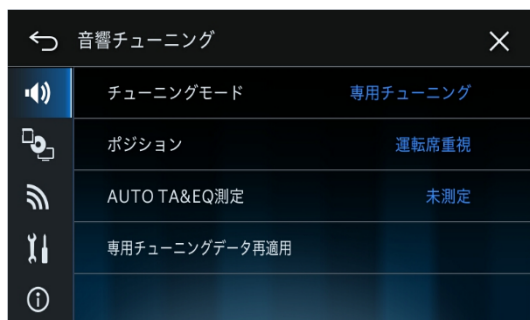 音響チューニング
チューニングモード 専用チューニング
ポジション 運転席重視
AUTO TA&EQ測定 未測定
専用チューニングデータ再適用